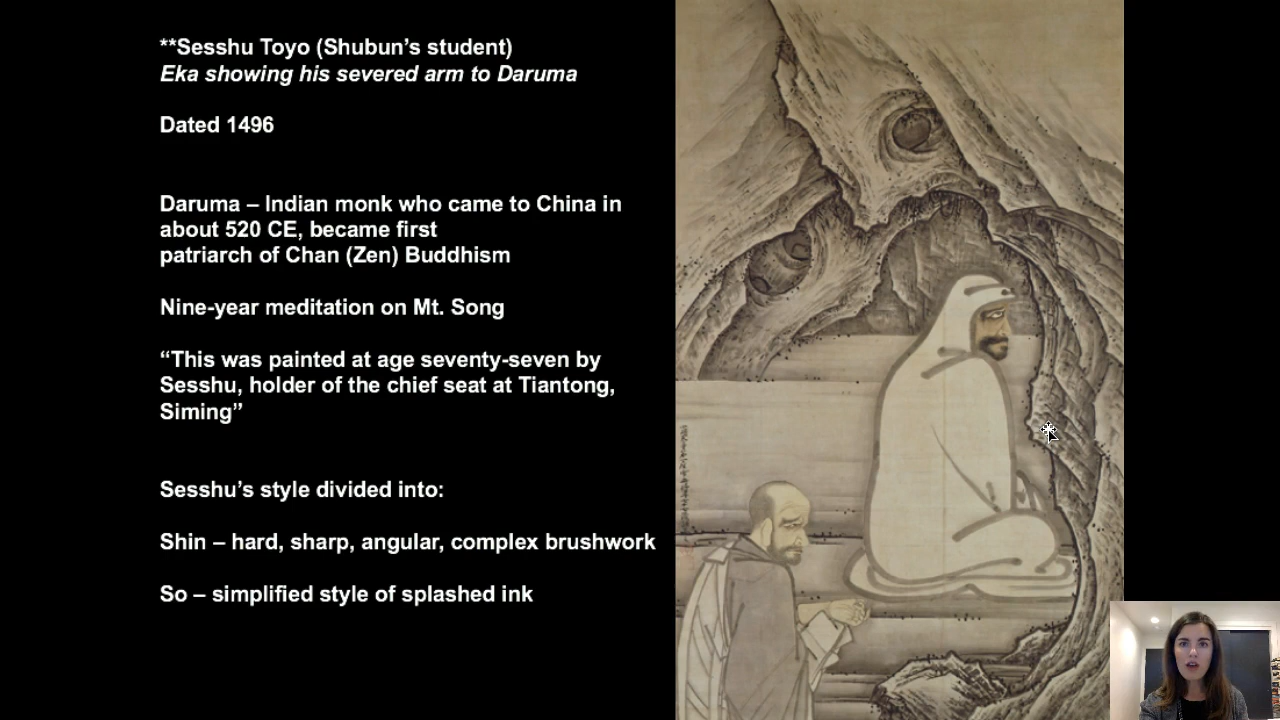 **Sesshu Toyo (Shubun’s student)
Eka showing his severed arm to Daruma
Dated 1496
Daruma – Indian monk who came to China in
about 520 CE, became first
patriarch of Chan (Zen) Buddhism
Nine-year meditation on Mt. Song
“This was painted at age seventy-seven by
Sesshu, holder of the chief seat at Tiantong,
Siming”
Sesshu’s style divided into:
Shin – hard, sharp, angular, complex brushwork
So – simplified style of splashed ink